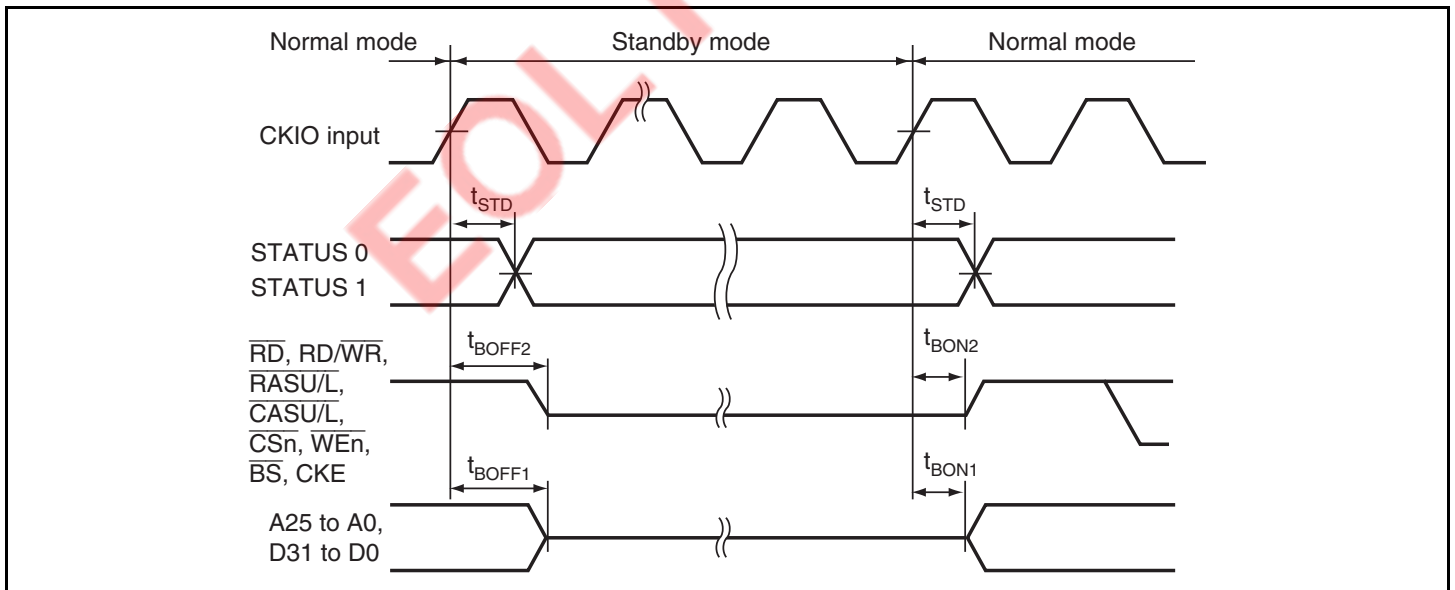 Normal mode Standby mode Normal mode
CKIO input
tSTD tSTD
STATUS 0
STATUS 1
tBOFF2 tBON2
RD, RD/WR,
RASU/L,
CASU/L,
CSn, WEn,
BS, CKE
tBOFF1 tBON1
A25 to A0,
D31 to D0
EOL